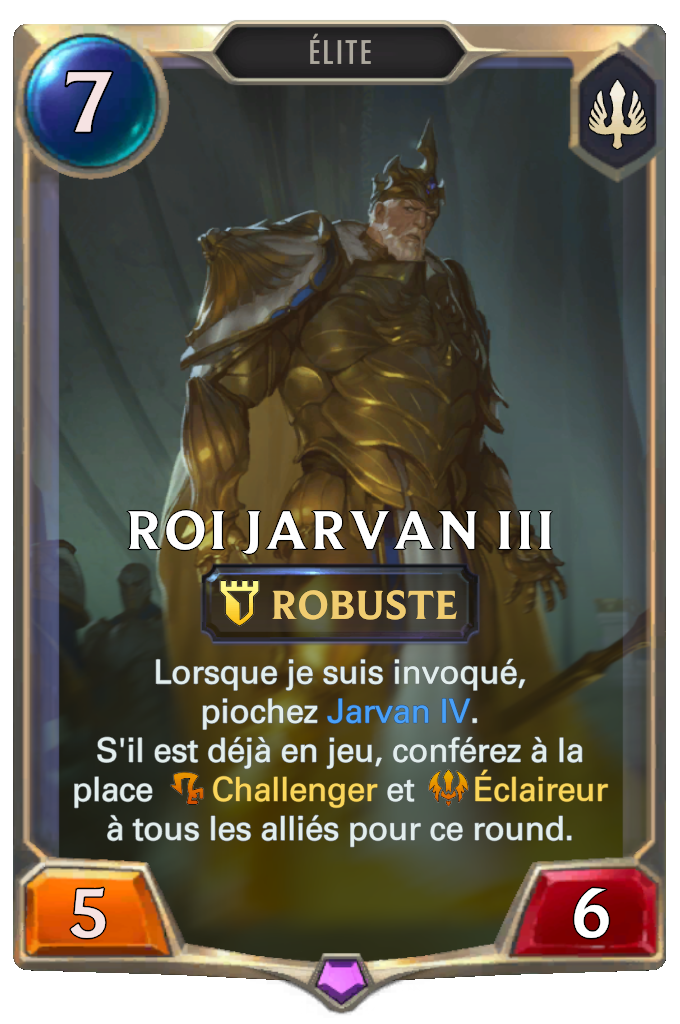 ÉLITE
7
ROI JARVAN III
ROBUSTE
Lorsque je suis invoqué,
piochez Jarvan IV.
S'il est déjà en jeu, conférez à la
place Challenger et Éclaireur
à tous les alliés pour ce round.
5
6